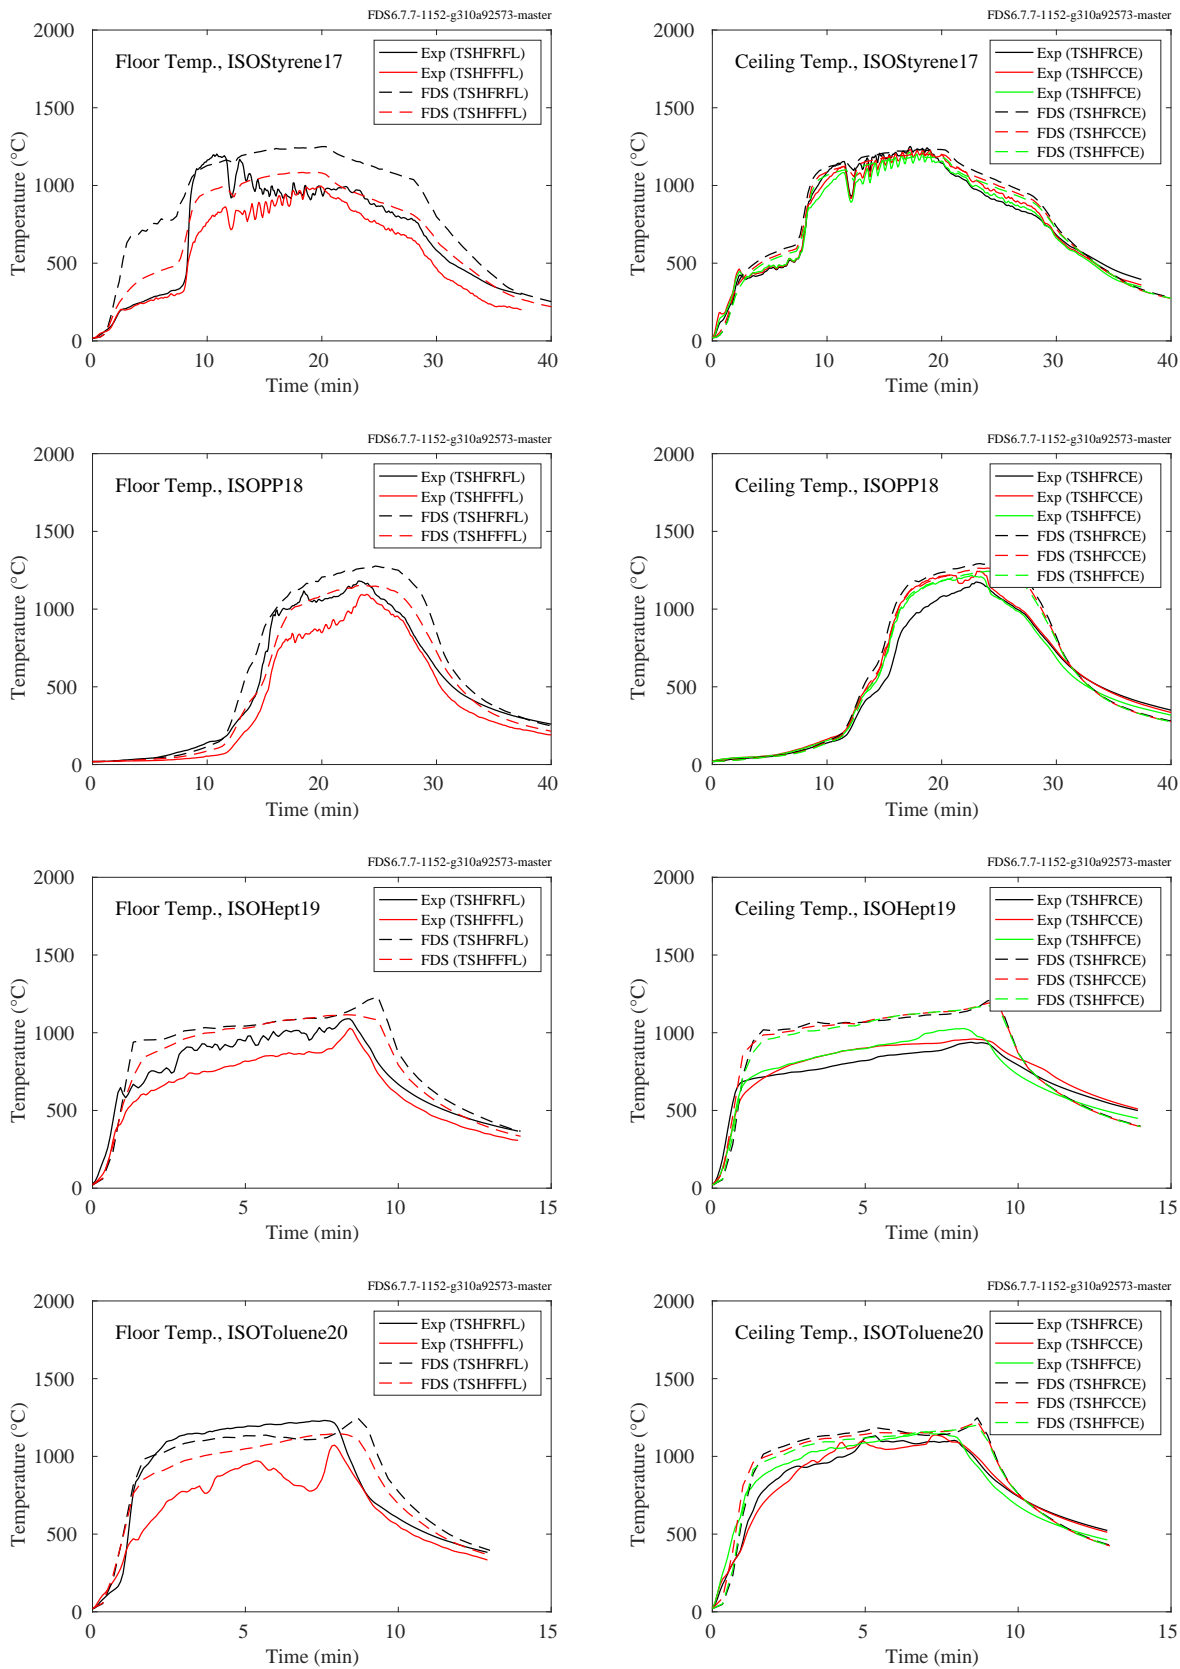 FDS6.7.7-1152-g310a92573-master
2000
1500
1000
500
0
Temperature (°C)
Floor Temp., ISOStyrene17
Exp (TSHFRFL)
Exp (TSHFFFL)
FDS (TSHFRFL)
FDS (TSHFFFL)
0 10 20 30 40
Time (min)
FDS6.7.7-1152-g310a92573-master
2000
1500
1000
500
0
Temperature (°C)
Ceiling Temp., ISOStyrene17
Exp (TSHFRCE)
Exp (TSHFCCE)
Exp (TSHFFCE)
FDS (TSHFRCE)
FDS (TSHFCCE)
FDS (TSHFFCE)
0 10 20 30 40
Time (min)
FDS6.7.7-1152-g310a92573-master
2000
1500
1000
500
0
Temperature (°C)
Floor Temp., ISOPP18
Exp (TSHFRFL)
Exp (TSHFFFL)
FDS (TSHFRFL)
FDS (TSHFFFL)
0 10 20 30 40
Time (min)
FDS6.7.7-1152-g310a92573-master
2000
1500
1000
500
0
Temperature (°C)
Ceiling Temp., ISOPP18
Exp (TSHFRCE)
Exp (TSHFCCE)
Exp (TSHFFCE)
FDS (TSHFRCE)
FDS (TSHFCCE)
FDS (TSHFFCE)
0 10 20 30 40
Time (min)
FDS6.7.7-1152-g310a92573-master
2000
1500
1000
500
0
Temperature (°C)
Floor Temp., ISOHept19
Exp (TSHFRFL)
Exp (TSHFFFL)
FDS (TSHFRFL)
FDS (TSHFFFL)
0 5 10 15
Time (min)
FDS6.7.7-1152-g310a92573-master
2000
1500
1000
500
0
Temperature (°C)
Ceiling Temp., ISOHept19
Exp (TSHFRCE)
Exp (TSHFCCE)
Exp (TSHFFCE)
FDS (TSHFRCE)
FDS (TSHFCCE)
FDS (TSHFFCE)
0 5 10 15
Time (min)
FDS6.7.7-1152-g310a92573-master
2000
1500
1000
500
0
Temperature (°C)
Floor Temp., ISOToluene20
Exp (TSHFRFL)
Exp (TSHFFFL)
FDS (TSHFRFL)
FDS (TSHFFFL)
0 5 10 15
Time (min)
FDS6.7.7-1152-g310a92573-master
2000
1500
1000
500
0
Temperature (°C)
Ceiling Temp., ISOToluene20
Exp (TSHFRCE)
Exp (TSHFCCE)
Exp (TSHFFCE)
FDS (TSHFRCE)
FDS (TSHFCCE)
FDS (TSHFFCE)
0 5 10 15
Time (min)